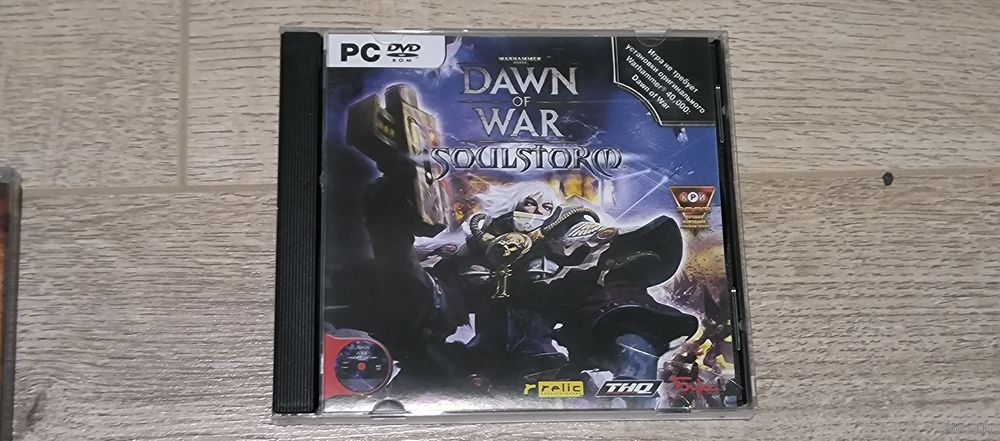 PC DVD
ROM
Игра не требует
установки оригинального
Warhammer® 40,000:
Dawn of War
WARHAMMER
DAWN
OF
WAR
SOULSTORM
КРИ
relic
THQ